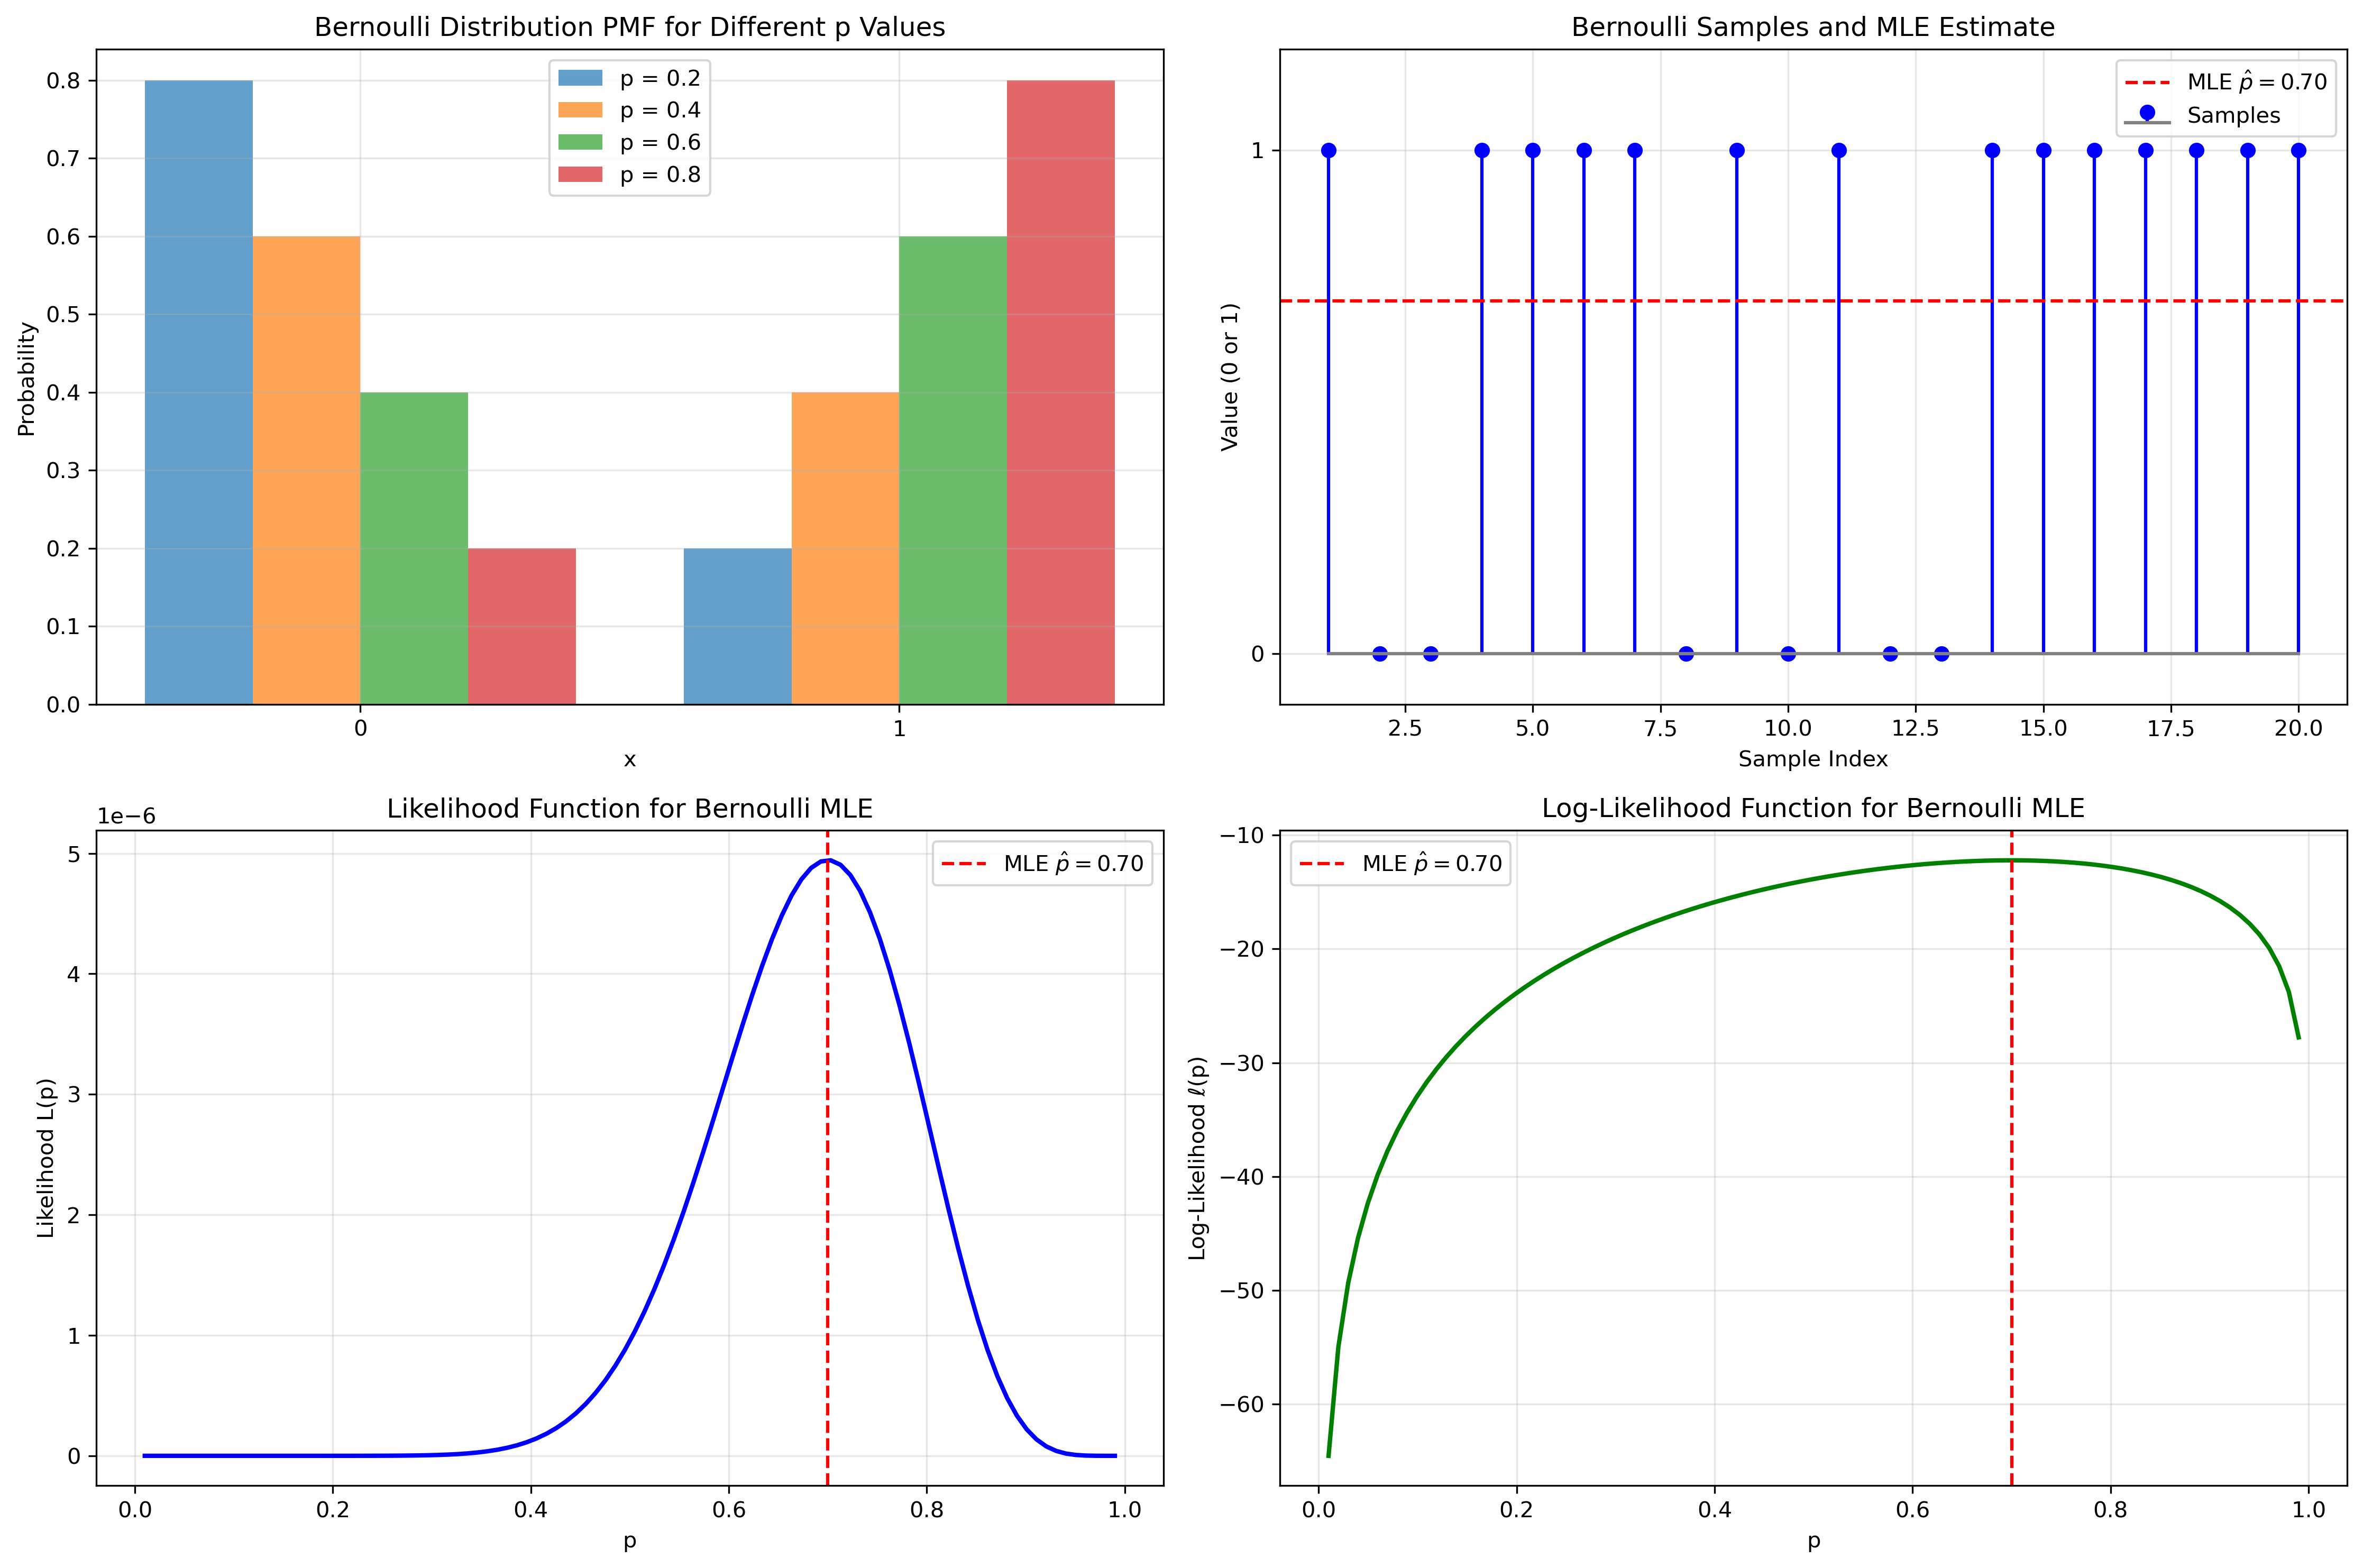 Bernoulli Distribution PMF for Different p Values
p = 0.2
p = 0.4
p = 0.6
p = 0.8
Probability
0.8
0.7
0.6
0.5
0.4
0.3
0.2
0.1
0.0
0 1
x
Bernoulli Samples and MLE Estimate
MLE p̂ = 0.70
Samples
Value (0 or 1)
1
0
2.5 5.0 7.5 10.0 12.5 15.0 17.5 20.0
Sample Index
Likelihood Function for Bernoulli MLE
1e−6
MLE p̂ = 0.70
Likelihood L(p)
5
4
3
2
1
0
0.0 0.2 0.4 0.6 0.8 1.0
p
Log-Likelihood Function for Bernoulli MLE
MLE p̂ = 0.70
Log-Likelihood ℓ(p)
−10
−20
−30
−40
−50
−60
0.0 0.2 0.4 0.6 0.8 1.0
p